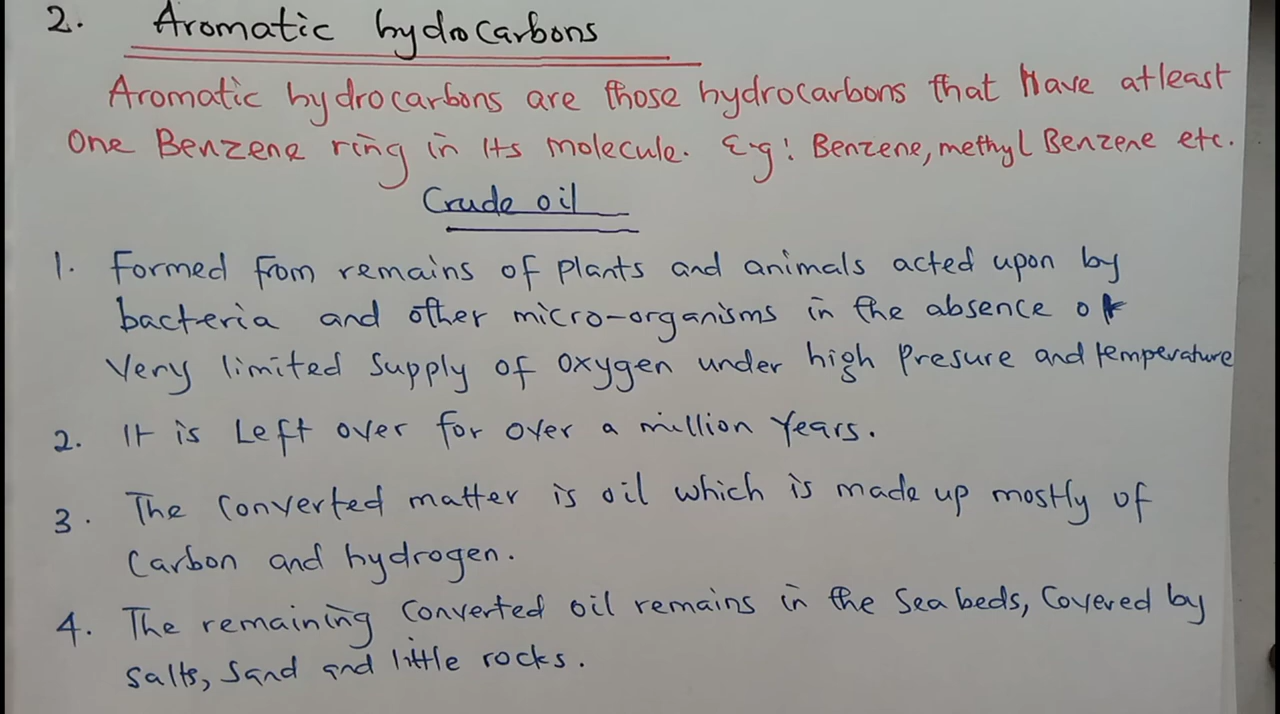 2. Aromatic hydrocarbons
Aromatic hydrocarbons are those hydrocarbons that have atleast
One Benzene ring in its molecule. E.g: Benzene, methyl Benzene etc.
Crude oil
1. Formed from remains of plants and animals acted upon by
bacteria and other micro-organisms in the absence or
Very limited supply of oxygen under high Presure and temperature
2. It is Left over for over a million Years.
3. The Converted matter is oil which is made up mostly of
Carbon and hydrogen.
4. The remaining Converted oil remains in the Sea beds, Covered by
Salts, Sand and little rocks.